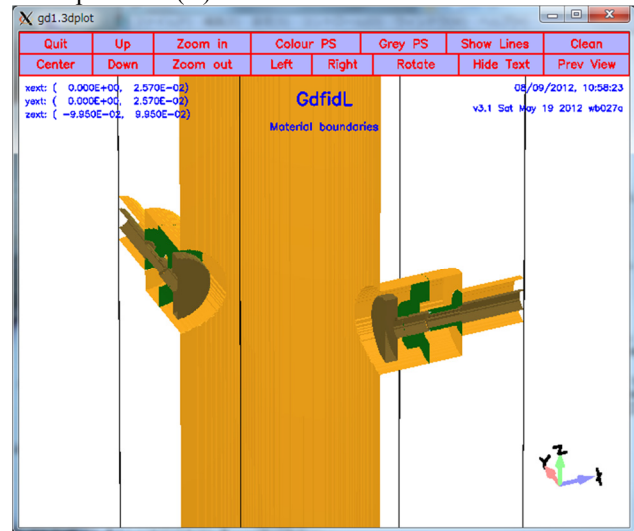 gd1.3dplot
Quit Up Zoom in Colour PS Grey PS Show Lines Clean
Center Down Zoom out Left Right Rotate Hide Text Prev View
xext: ( 0.000E+00, 2.570E-02)
yext: ( 0.000E+00, 2.570E-02)
zext: ( -9.950E-02, 9.950E-02)
GdfidL
Material boundaries
08/09/2012, 10:58:23
v3.1 Sat May 19 2012 wb027a
Z
Y
X